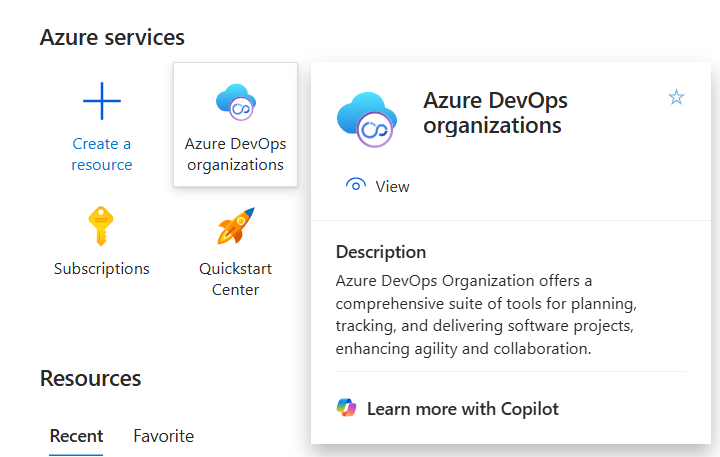 Azure services
Create a
resource
Azure DevOps
organizations
Subscriptions
Quickstart
Center
Azure DevOps
organizations
View
Description
Azure DevOps Organization offers a
comprehensive suite of tools for planning,
tracking, and delivering software projects,
enhancing agility and collaboration.
Learn more with Copilot
Resources
Recent
Favorite